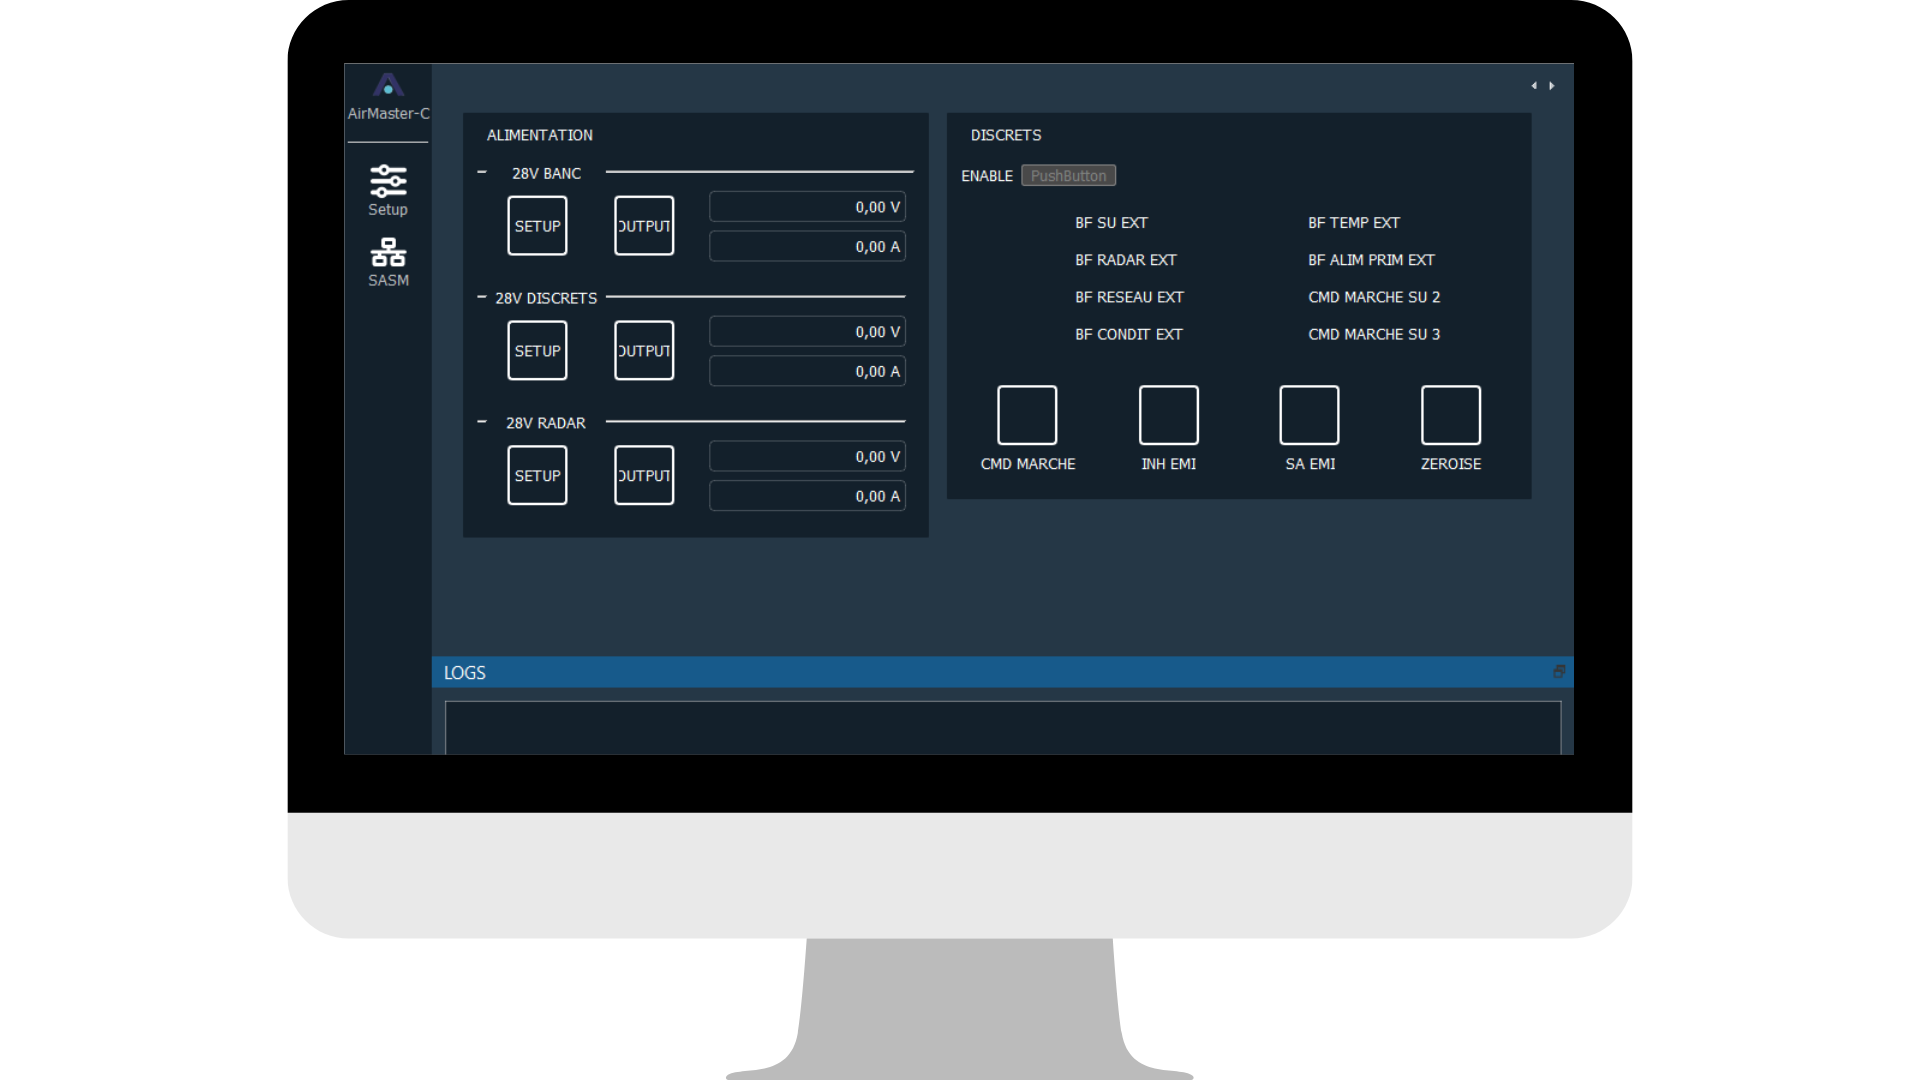 AirMaster-C
Setup
SASM
ALIMENTATION
28V BANC
SETUP
OUTPUT
0,00 V
0,00 A
28V DISCRETS
SETUP
OUTPUT
0,00 V
0,00 A
28V RADAR
SETUP
OUTPUT
0,00 V
0,00 A
DISCRETS
ENABLE PushButton
BF SU EXT BF TEMP EXT
BF RADAR EXT BF ALIM PRIM EXT
BF RESEAU EXT CMD MARCHE SU 2
BF CONDIT EXT CMD MARCHE SU 3
CMD MARCHE INH EMI SA EMI ZEROISE
LOGS